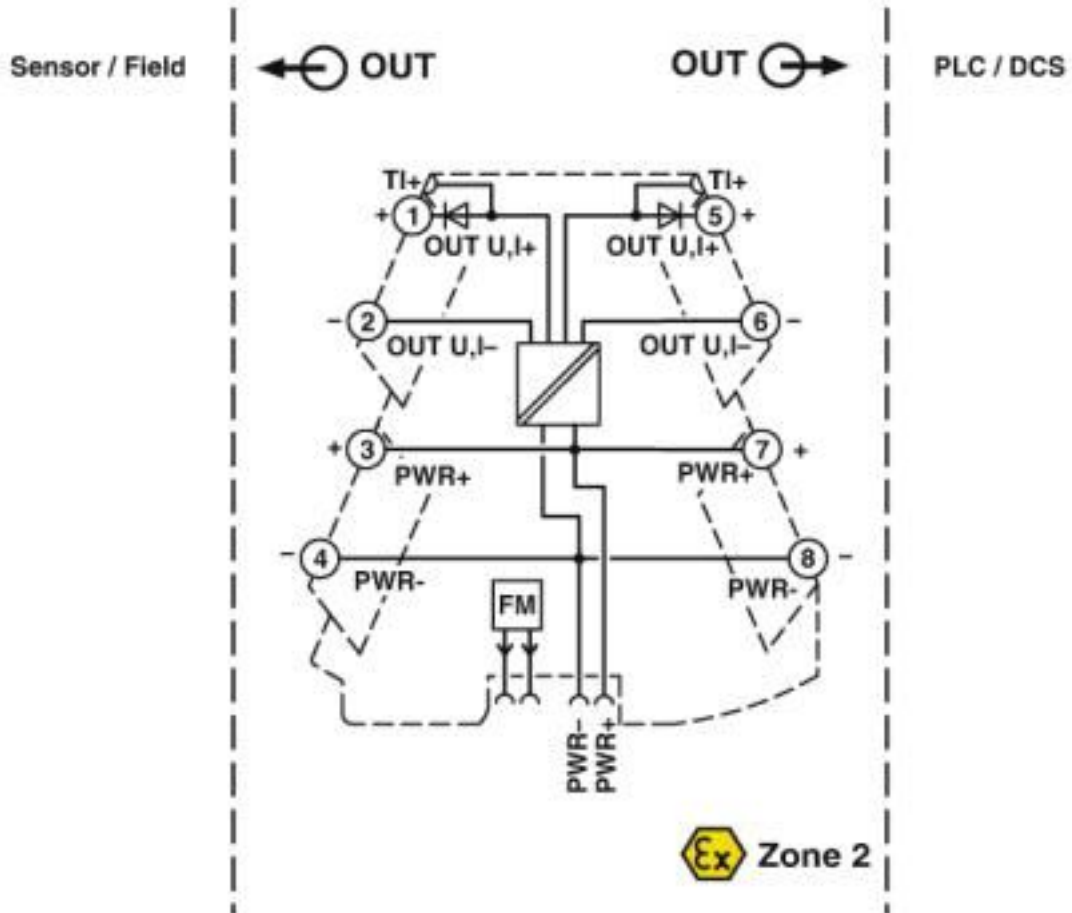 Sensor / Field
OUT
OUT
PLC / DCS
TI+
TI+
+ 1
5 +
OUT U,I+
OUT U,I+
– 2
6 –
OUT U,I–
OUT U,I–
+ 3
7 +
PWR+
PWR+
– 4
8 –
PWR-
PWR-
FM
PWR-
PWR+
Ex Zone 2